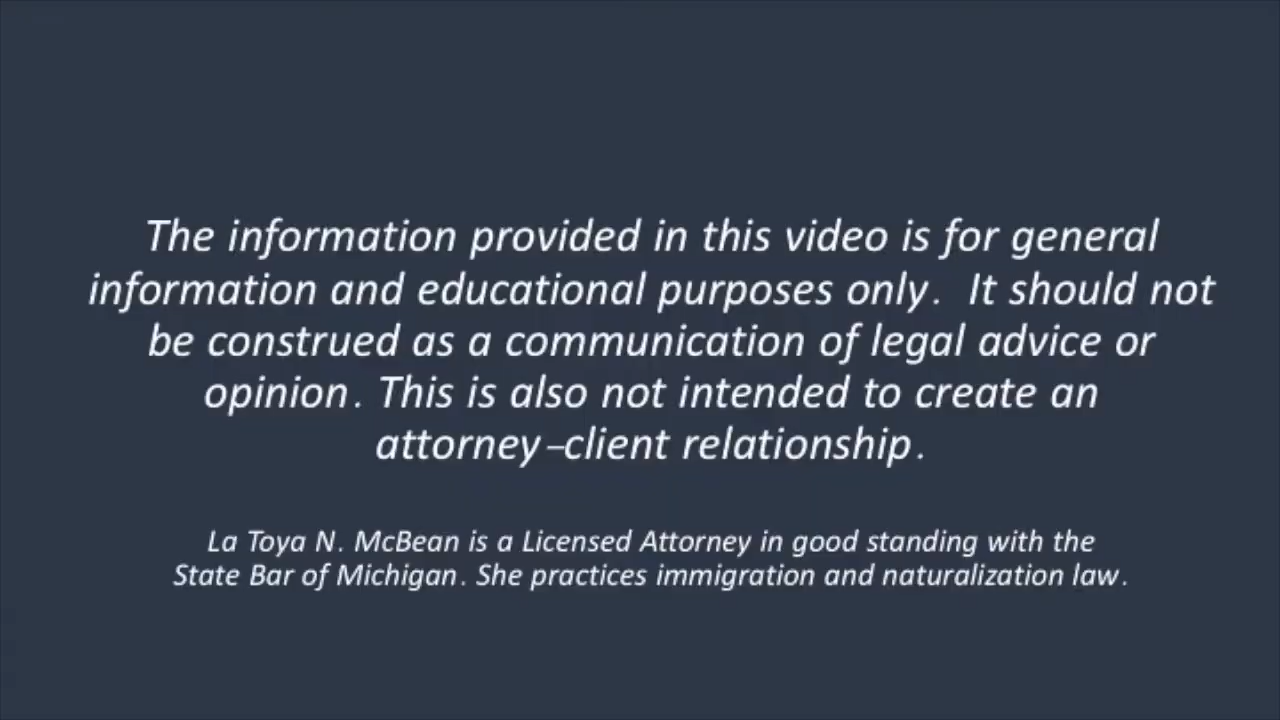 The information provided in this video is for general
information and educational purposes only.  It should not
be construed as a communication of legal advice or
opinion. This is also not intended to create an
attorney–client relationship.
La Toya N. McBean is a Licensed Attorney in good standing with the
State Bar of Michigan. She practices immigration and naturalization law.